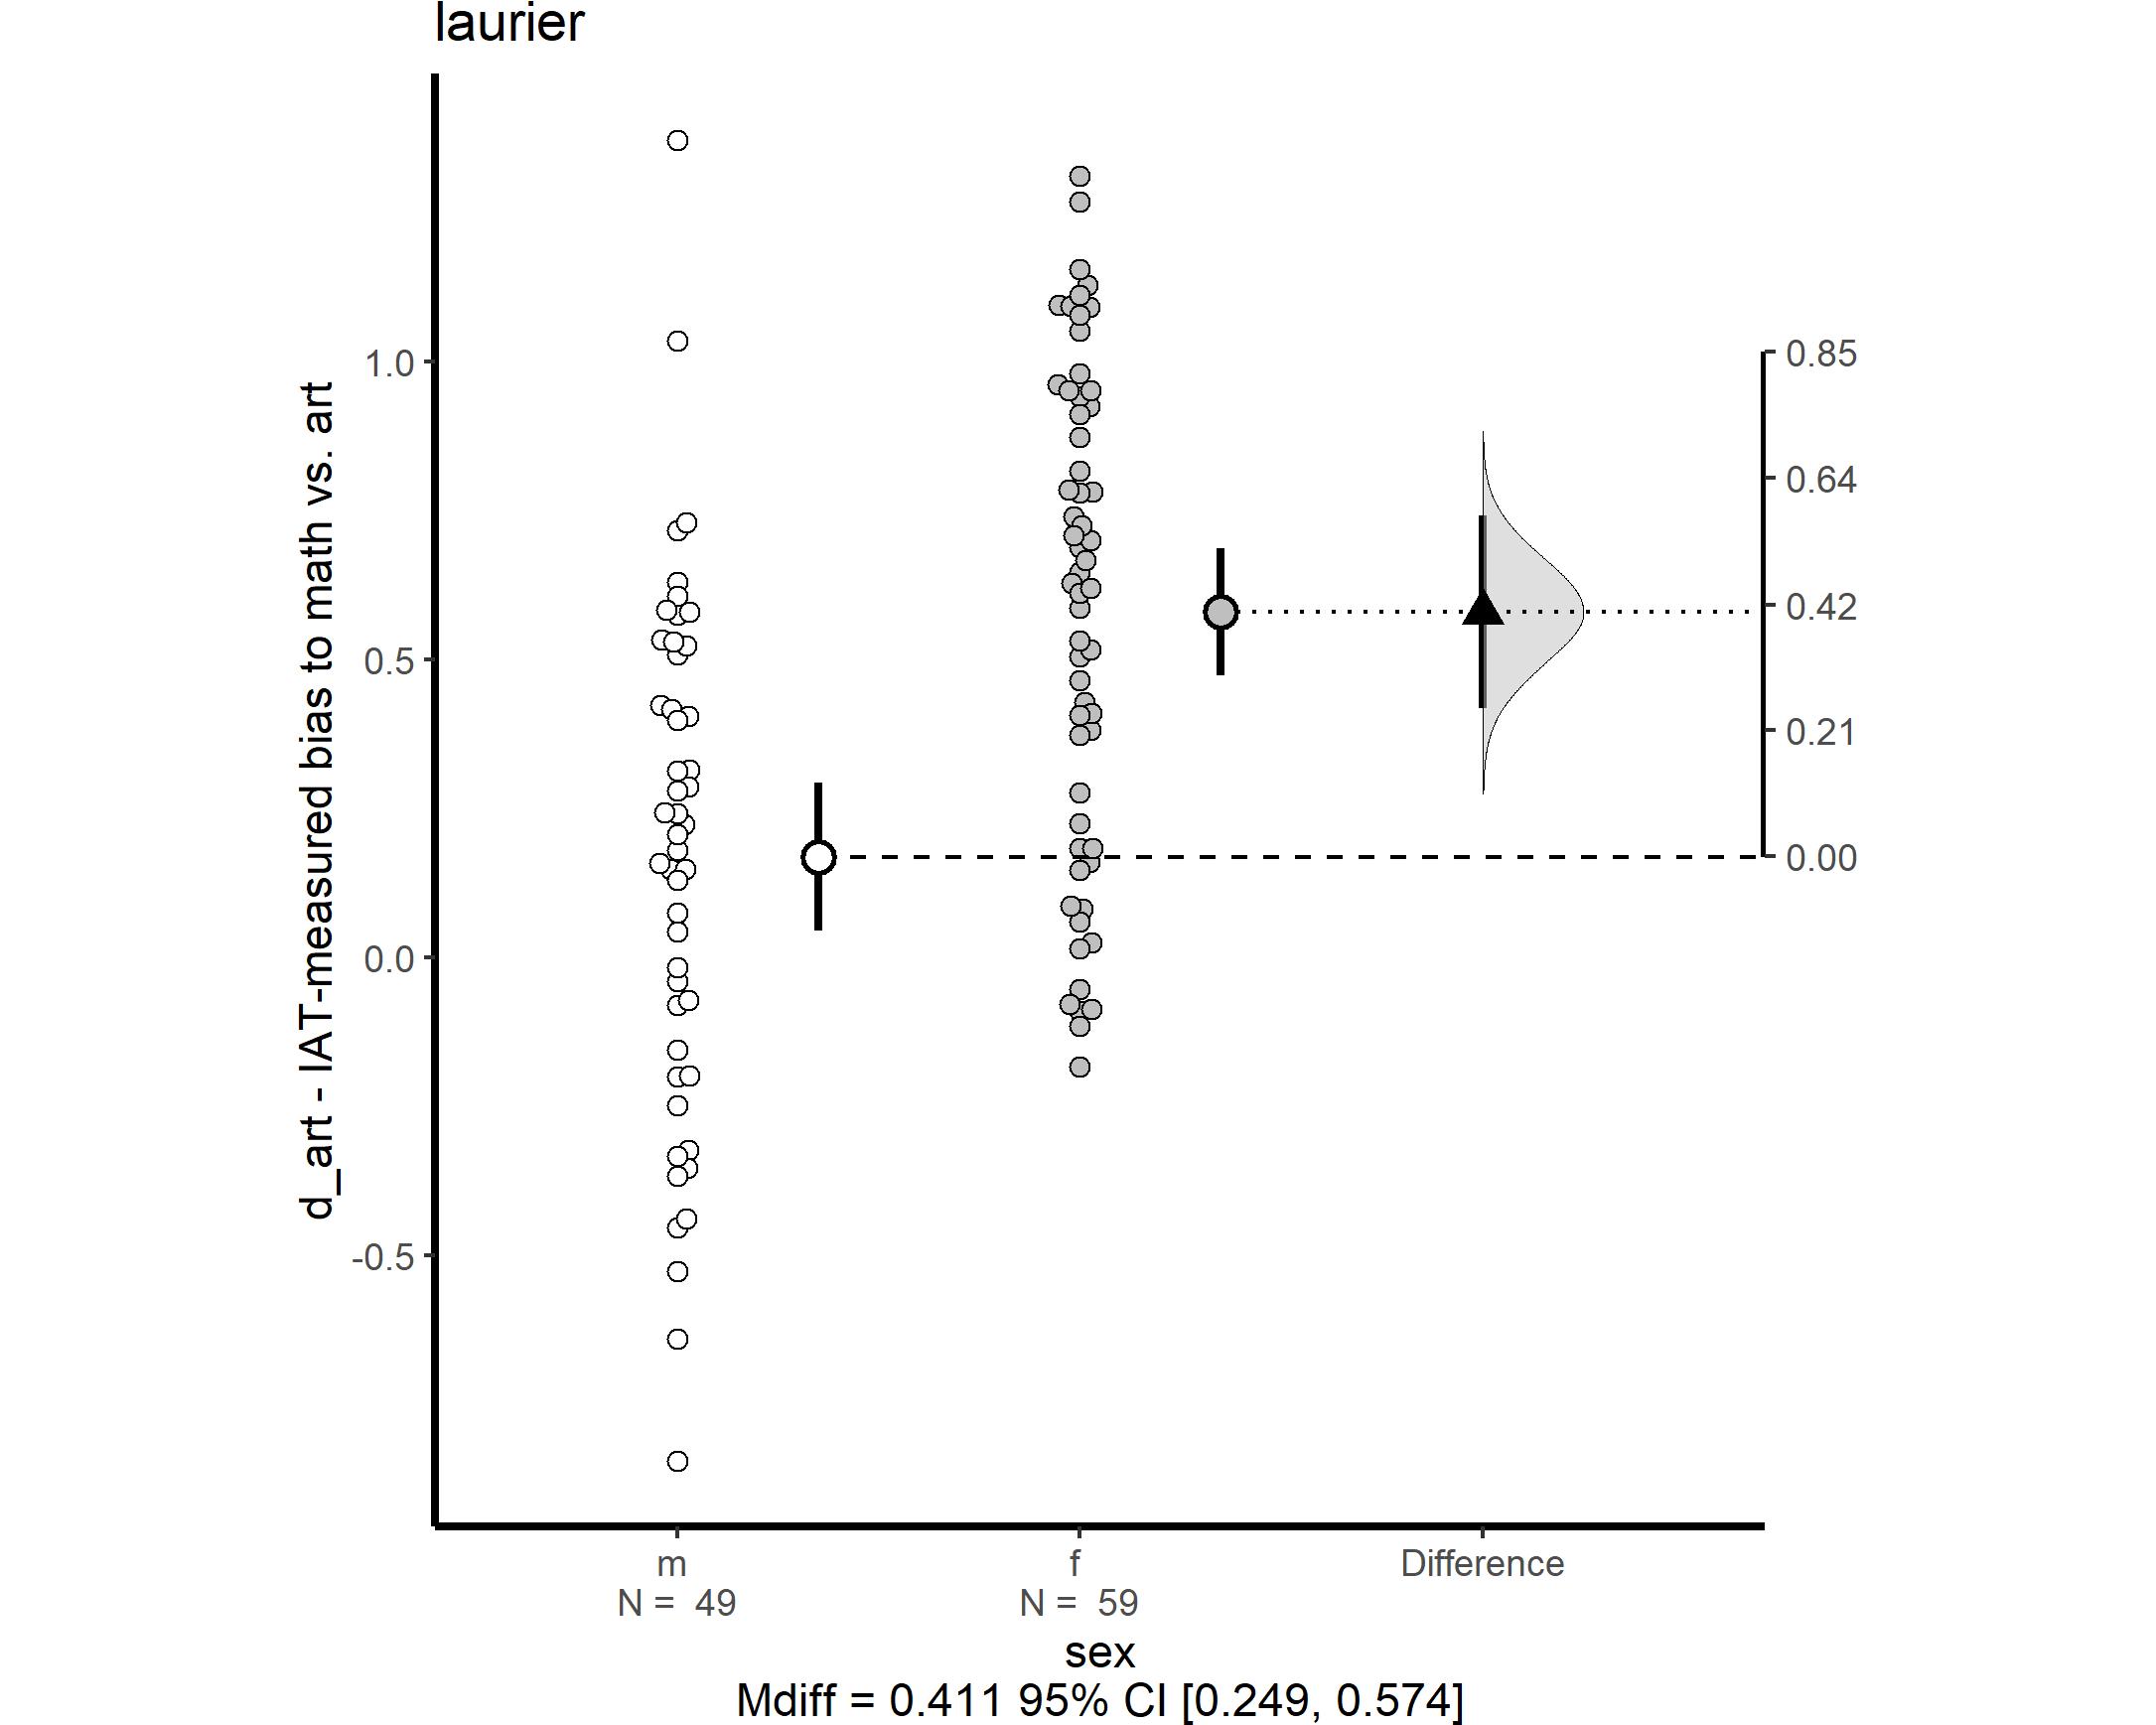 laurier
d_art - IAT-measured bias to math vs. art
1.0
0.5
0.0
-0.5
0.85
0.64
0.42
0.21
0.00
m
N =  49
f
N =  59
Difference
sex
Mdiff = 0.411 95% CI [0.249, 0.574]